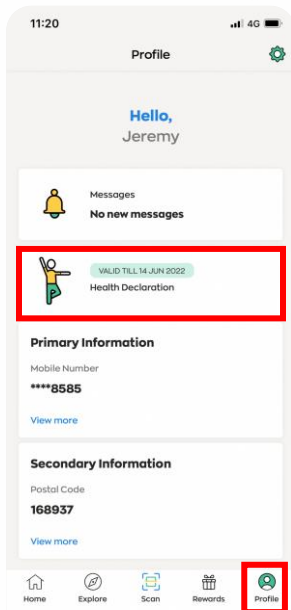 11:20
4G
Profile
Hello,
Jeremy
Messages
No new messages
VALID TILL 14 JUN 2022
Health Declaration
Primary Information
Mobile Number
****8585
View more
Secondary Information
Postal Code
168937
View more
Home Explore Scan Rewards Profile